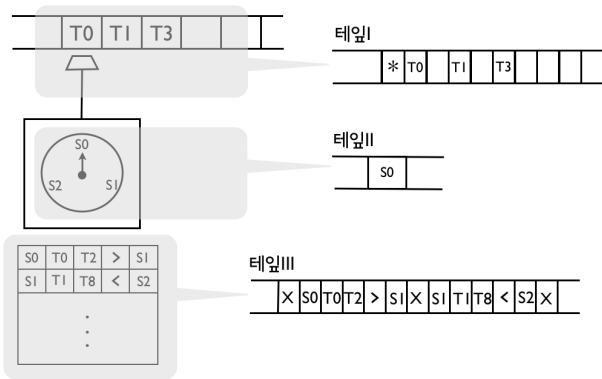 T0 T1 T3
테잎I
* T0 T1 T3
S0
S2 S1
테잎II
S0
S0 T0 T2 > S1
S1 T1 T8 < S2
테잎III
X S0 T0 T2 > S1 X S1 T1 T8 < S2 X